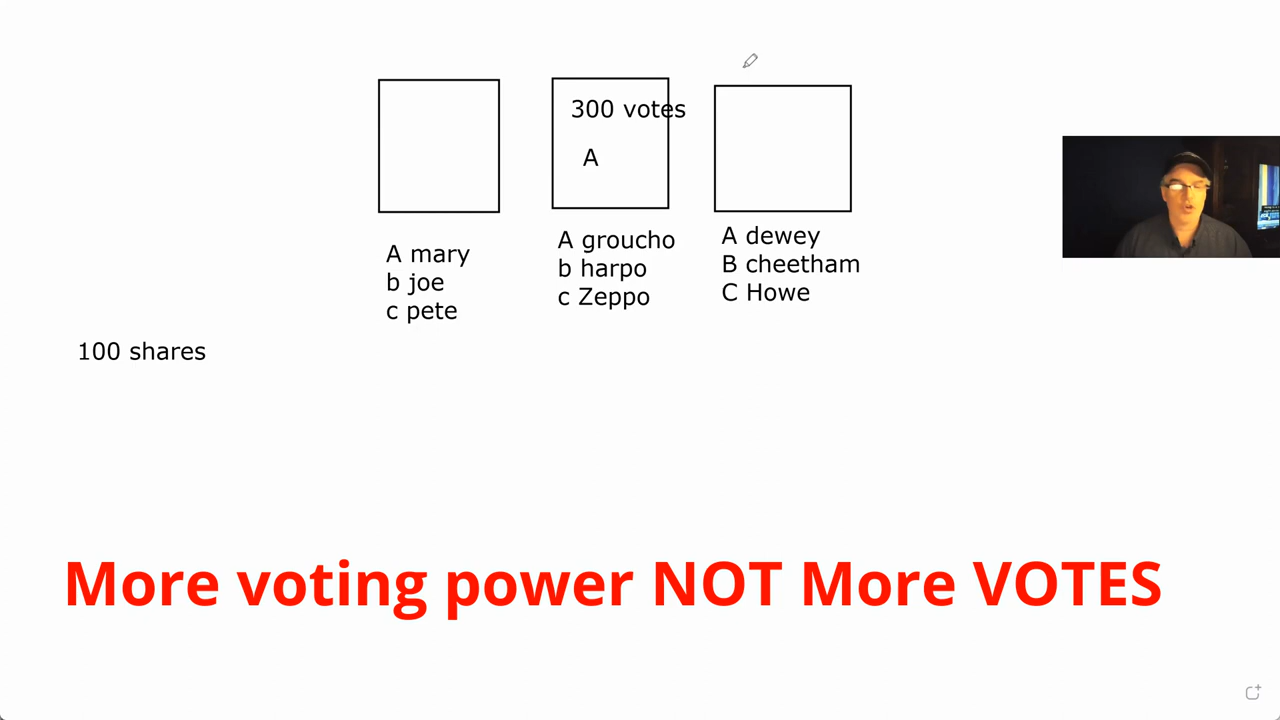 300 votes
A
A mary
b joe
c pete
A groucho
b harpo
c Zeppo
A dewey
B cheetham
C Howe
100 shares
More voting power NOT More VOTES